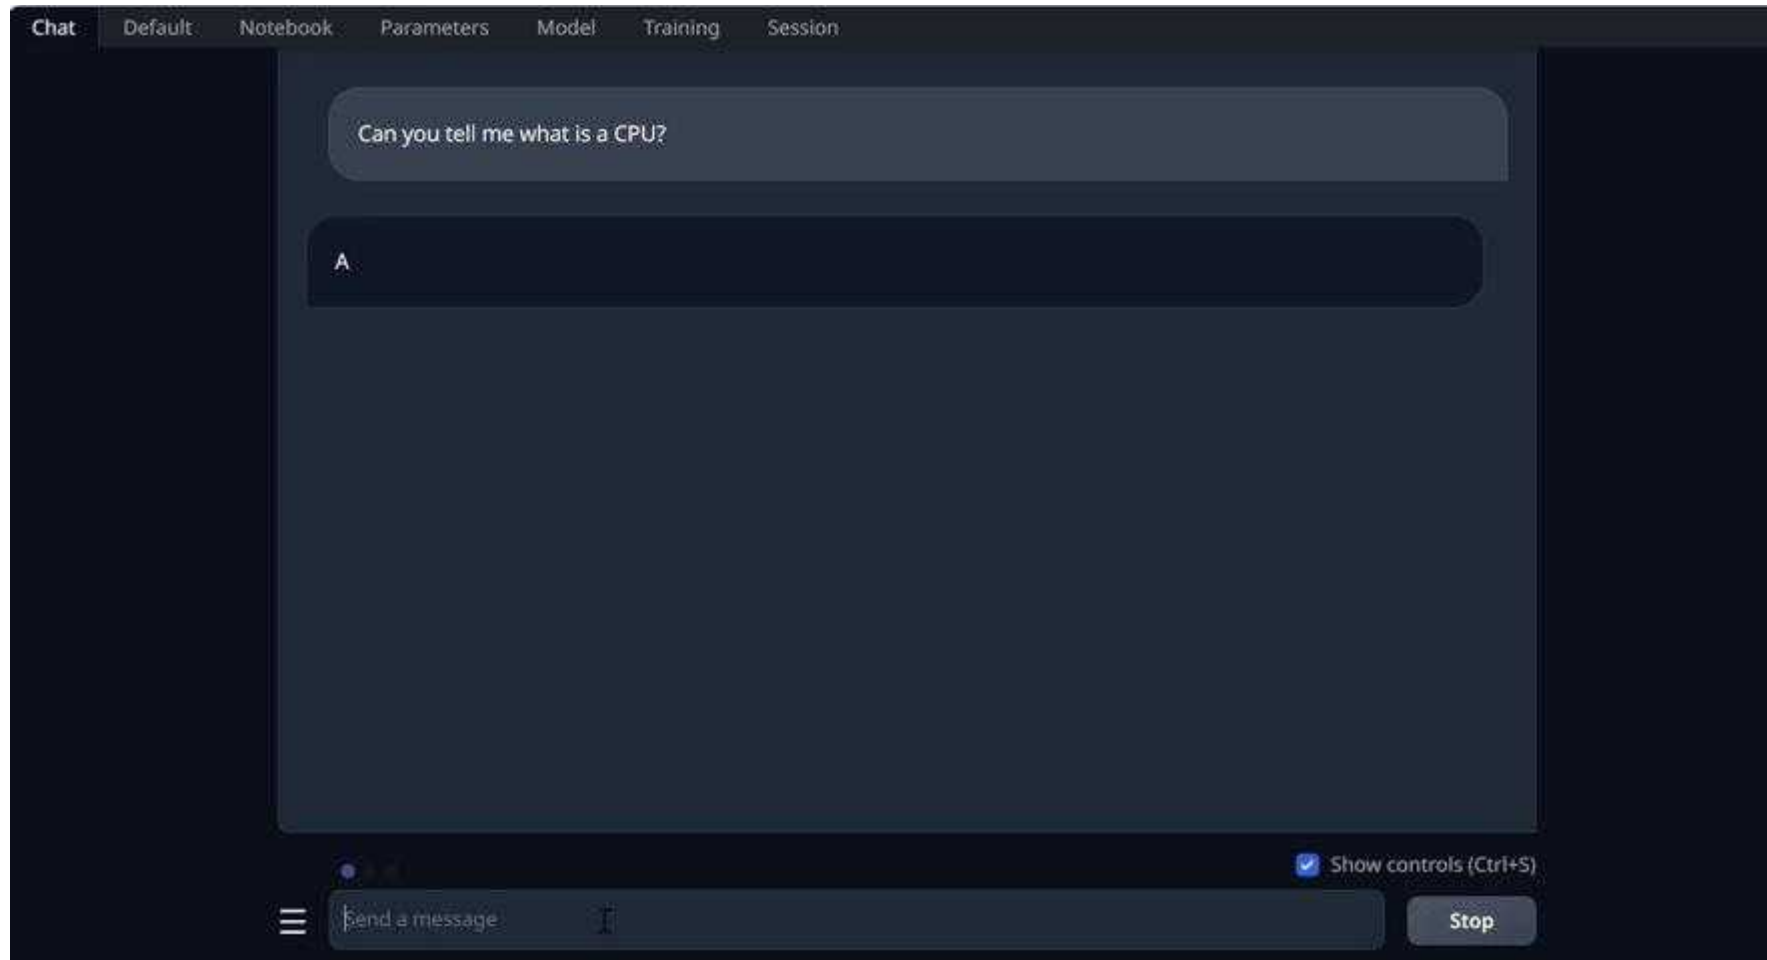 Chat Default Notebook Parameters Model Training Session
Can you tell me what is a CPU?
A
Show controls (Ctrl+S)
Send a message
Stop